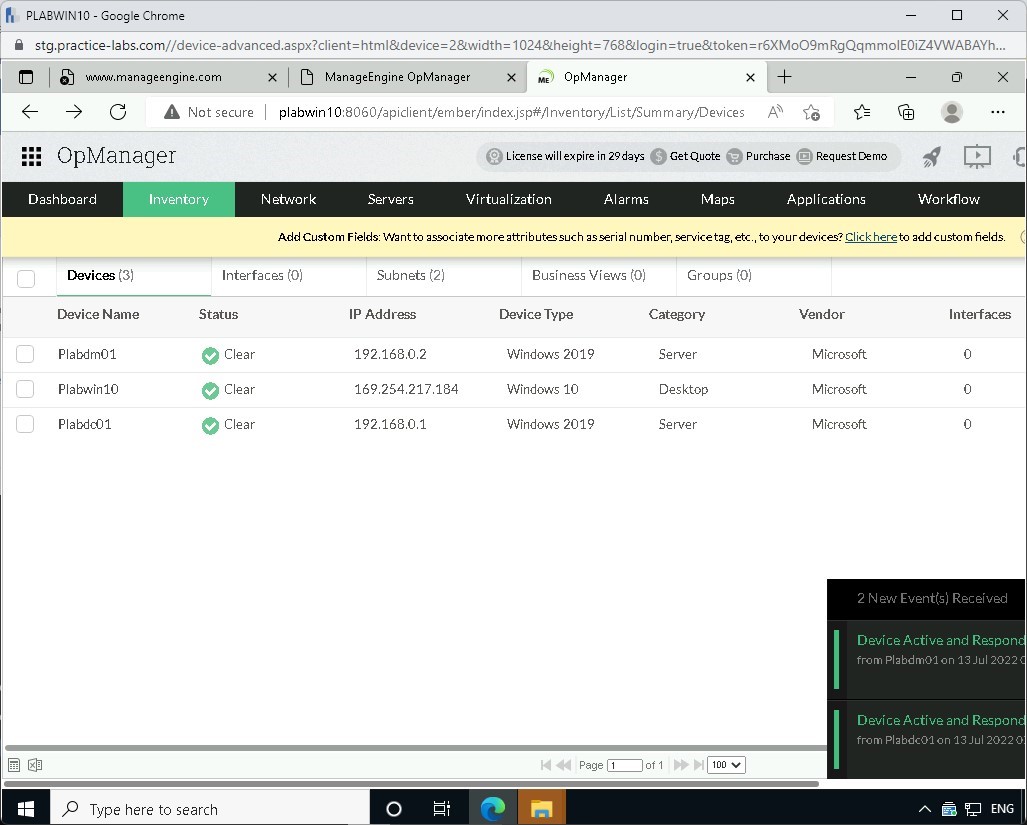 PLABWIN10 - Google Chrome
stg.practice-labs.com//device-advanced.aspx?client=html&device=2&width=1024&height=768&login=true&token=r6XMoO9mRgQqmmolE0iZ4VWABAYh...
www.manageengine.com
ManageEngine OpManager
ME
OpManager
Not secure
plabwin10:8060/apiclient/ember/index.jsp#/Inventory/List/Summary/Devices
OpManager
License will expire in 29 days
Get Quote
Purchase
Request Demo
Dashboard
Inventory
Network
Servers
Virtualization
Alarms
Maps
Applications
Workflow
Add Custom Fields: Want to associate more attributes such as serial number, service tag, etc., to your devices? Click here to add custom fields.
Devices (3)
Interfaces (0)
Subnets (2)
Business Views (0)
Groups (0)
Device Name Status IP Address Device Type Category Vendor Interfaces
Plabdm01 Clear 192.168.0.2 Windows 2019 Server Microsoft 0
Plabwin10 Clear 169.254.217.184 Windows 10 Desktop Microsoft 0
Plabdc01 Clear 192.168.0.1 Windows 2019 Server Microsoft 0
2 New Event(s) Received
Device Active and Respond
from Plabdm01 on 13 Jul 2022 0
Device Active and Respond
from Plabdc01 on 13 Jul 2022 0
Page 1 of 1
100
Type here to search
ENG